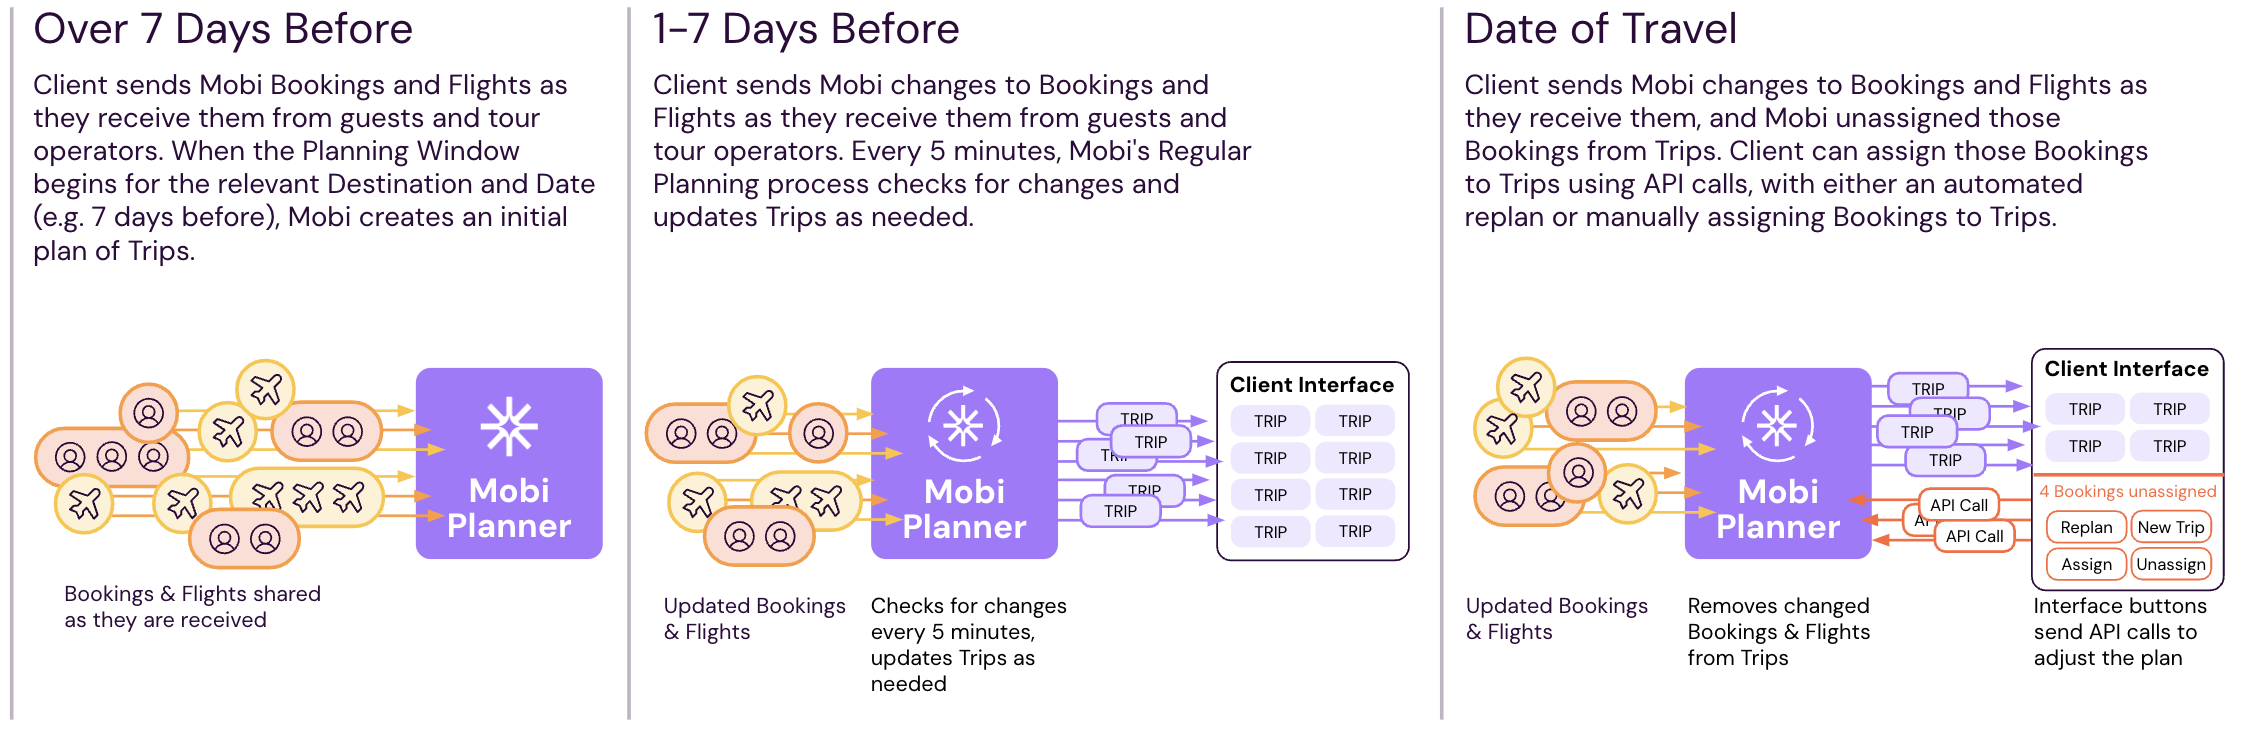 Over 7 Days Before
Client sends Mobi Bookings and Flights as
they receive them from guests and tour
operators. When the Planning Window
begins for the relevant Destination and Date
(e.g. 7 days before), Mobi creates an initial
plan of Trips.
Mobi
Planner
Bookings & Flights shared
as they are received
1-7 Days Before
Client sends Mobi changes to Bookings and
Flights as they receive them from guests and
tour operators. Every 5 minutes, Mobi's Regular
Planning process checks for changes and
updates Trips as needed.
Mobi
Planner
TRIP
TRIP
TRIP
TRIP
TRIP
Client Interface
TRIP TRIP
TRIP TRIP
TRIP TRIP
TRIP TRIP
Updated Bookings
& Flights
Checks for changes
every 5 minutes,
updates Trips as
needed
Date of Travel
Client sends Mobi changes to Bookings and Flights as
they receive them, and Mobi unassigned those
Bookings from Trips. Client can assign those Bookings
to Trips using API calls, with either an automated
replan or manually assigning Bookings to Trips.
Mobi
Planner
TRIP
TRIP
TRIP
TRIP
API Call
API Call
Client Interface
TRIP TRIP
TRIP TRIP
4 Bookings unassigned
Replan New Trip
Assign Unassign
Updated Bookings
& Flights
Removes changed
Bookings & Flights
from Trips
Interface buttons
send API calls to
adjust the plan